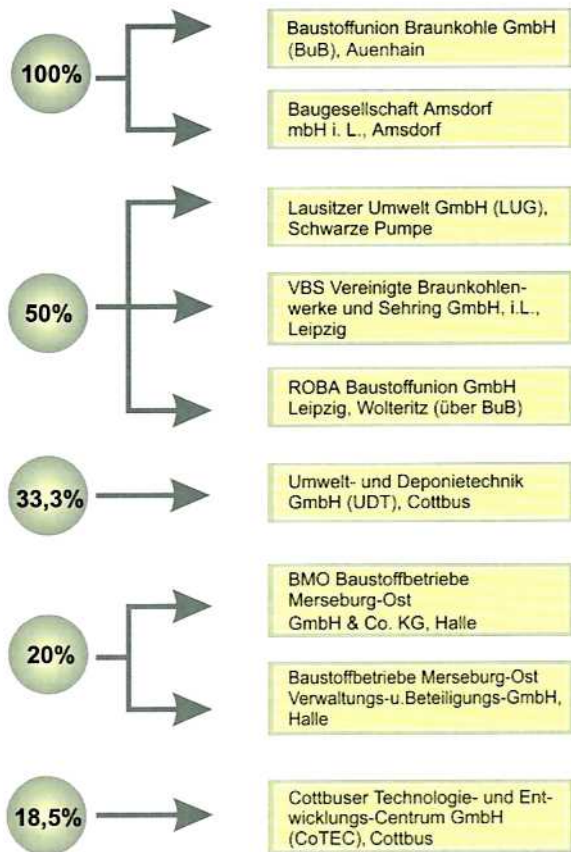 100%
Baustoffunion Braunkohle GmbH
(BuB), Auenhain
Baugesellschaft Amsdorf
mbH i. L., Amsdorf
50%
Lausitzer Umwelt GmbH (LUG),
Schwarze Pumpe
VBS Vereinigte Braunkohlen-
werke und Sehring GmbH, i.L.,
Leipzig
ROBA Baustoffunion GmbH
Leipzig, Wolteritz (über BuB)
33,3%
Umwelt- und Deponietechnik
GmbH (UDT), Cottbus
20%
BMO Baustoffbetriebe
Merseburg-Ost
GmbH & Co. KG, Halle
Baustoffbetriebe Merseburg-Ost
Verwaltungs-u.Beteiligungs-GmbH,
Halle
18,5%
Cottbuser Technologie- und Ent-
wicklungs-Centrum GmbH
(CoTEC), Cottbus